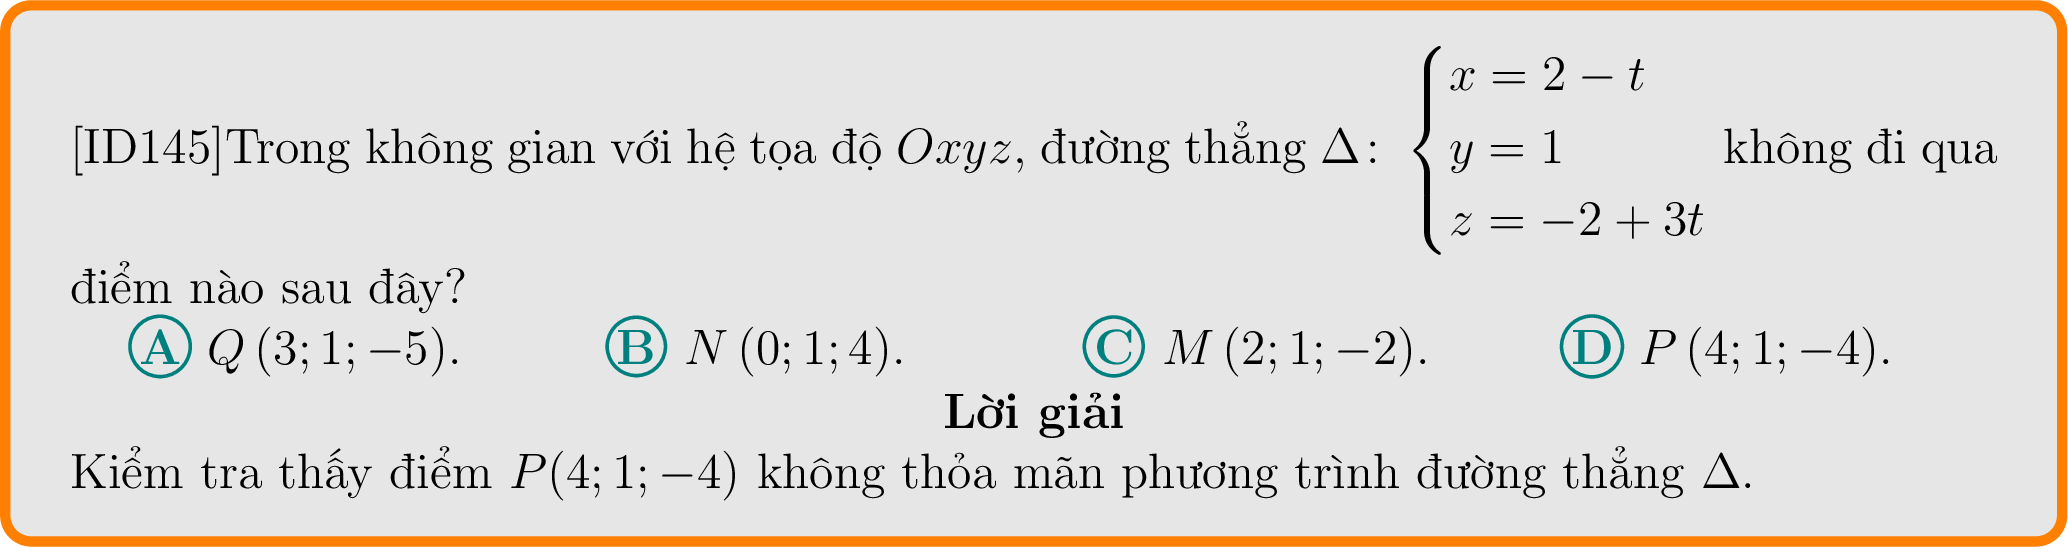 [ID145]Trong không gian với hệ tọa độ $Oxyz$, đường thẳng $\Delta\colon \begin{cases} x = 2 - t \\ y = 1 \\ z = -2 + 3t \end{cases}$ không đi qua
điểm nào sau đây?
Ⓐ $Q\,(3; 1; -5)$. Ⓑ $N\,(0; 1; 4)$. Ⓒ $M\,(2; 1; -2)$. Ⓓ $P\,(4; 1; -4)$.
Lời giải
Kiểm tra thấy điểm $P(4; 1; -4)$ không thỏa mãn phương trình đường thẳng $\Delta$.